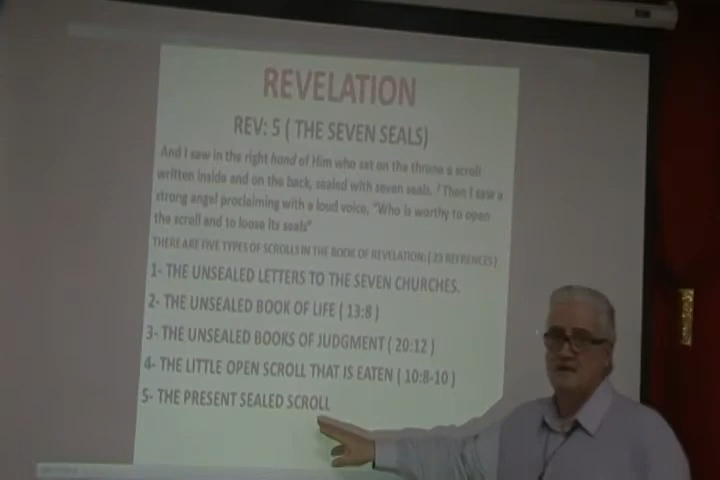 REVELATION
REV: 5 ( THE SEVEN SEALS)
And I saw in the right hand of Him who sat on the throne a scroll
written inside and on the back, sealed with seven seals. ² Then I saw a
strong angel proclaiming with a loud voice, "Who is worthy to open
the scroll and to loose its seals"
THERE ARE FIVE TYPES OF SCROLLS IN THE BOOK OF REVELATION: ( 23 REFRENCES )
1- THE UNSEALED LETTERS TO THE SEVEN CHURCHES.
2- THE UNSEALED BOOK OF LIFE ( 13:8 )
3- THE UNSEALED BOOKS OF JUDGMENT ( 20:12 )
4- THE LITTLE OPEN SCROLL THAT IS EATEN ( 10:8-10 )
5- THE PRESENT SEALED SCROLL